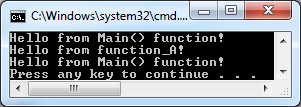 C:\Windows\system32\cmd....
Hello from Main() function!
Hello from function_A!
Hello from Main() function!
Press any key to continue . . .